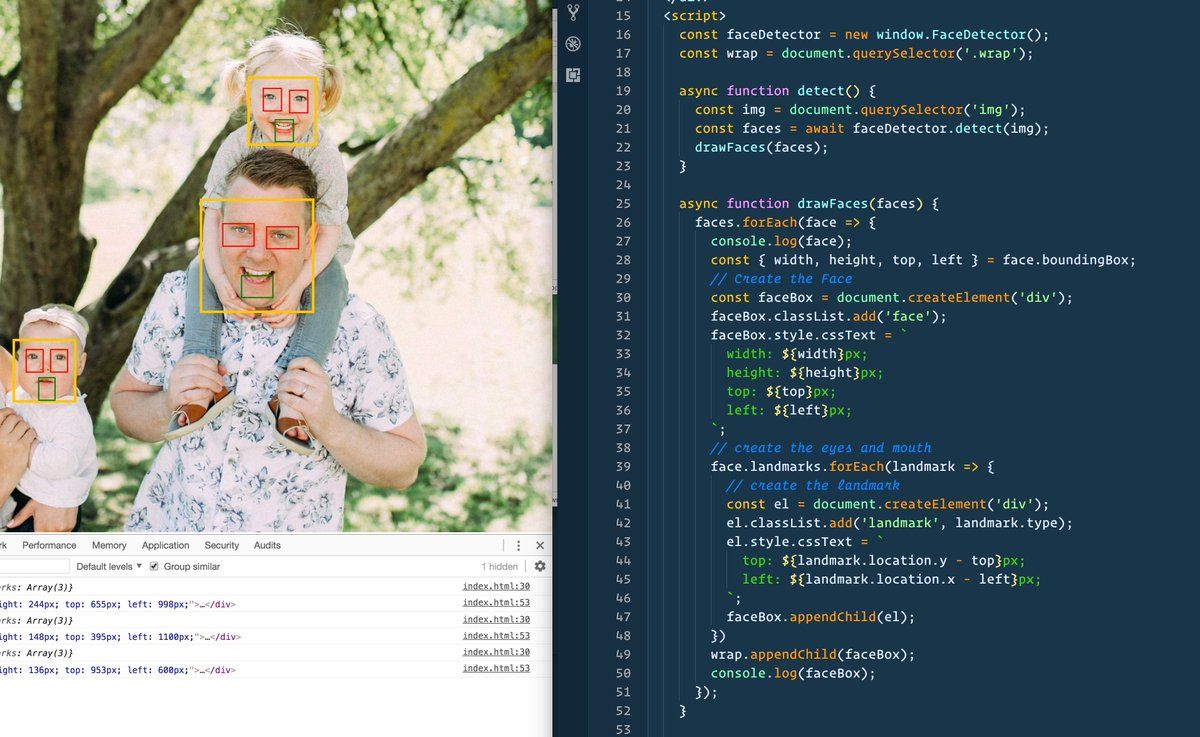 Performance Memory Application Security Audits
Default levels ▼ Group similar 1 hidden
rks: Array(3)} index.html:30
ight: 244px; top: 655px; left: 998px;">…</div> index.html:53
rks: Array(3)} index.html:30
ight: 148px; top: 395px; left: 1100px;">…</div> index.html:53
rks: Array(3)} index.html:30
ight: 136px; top: 953px; left: 600px;">…</div> index.html:53
15 <script>
16 const faceDetector = new window.FaceDetector();
17 const wrap = document.querySelector('.wrap');
18
19 async function detect() {
20 const img = document.querySelector('img');
21 const faces = await faceDetector.detect(img);
22 drawFaces(faces);
23 }
24
25 async function drawFaces(faces) {
26 faces.forEach(face => {
27 console.log(face);
28 const { width, height, top, left } = face.boundingBox;
29 // Create the Face
30 const faceBox = document.createElement('div');
31 faceBox.classList.add('face');
32 faceBox.style.cssText = `
33 width: ${width}px;
34 height: ${height}px;
35 top: ${top}px;
36 left: ${left}px;
37 `;
38 // create the eyes and mouth
39 face.landmarks.forEach(landmark => {
40 // create the landmark
41 const el = document.createElement('div');
42 el.classList.add('landmark', landmark.type);
43 el.style.cssText = `
44 top: ${landmark.location.y - top}px;
45 left: ${landmark.location.x - left}px;
46 `;
47 faceBox.appendChild(el);
48 })
49 wrap.appendChild(faceBox);
50 console.log(faceBox);
51 });
52 }
53